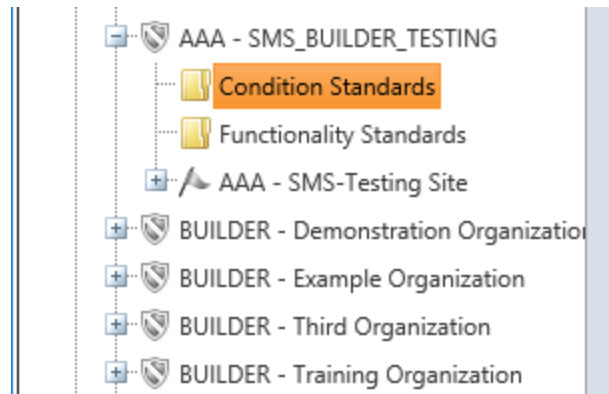 AAA - SMS_BUILDER_TESTING
Condition Standards
Functionality Standards
AAA - SMS-Testing Site
BUILDER - Demonstration Organization
BUILDER - Example Organization
BUILDER - Third Organization
BUILDER - Training Organization